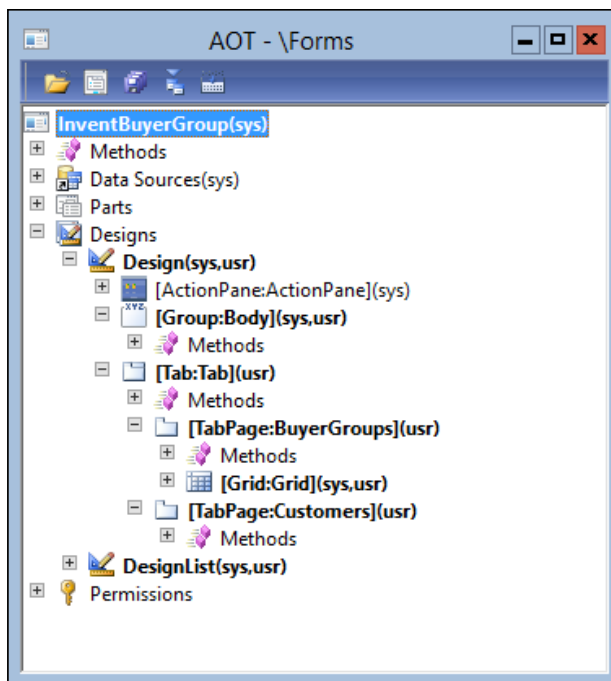 AOT - \Forms
InventBuyerGroup(sys)
Methods
Data Sources(sys)
Parts
Designs
Design(sys,usr)
[ActionPane:ActionPane](sys)
XYZ
[Group:Body](sys,usr)
Methods
[Tab:Tab](usr)
Methods
[TabPage:BuyerGroups](usr)
Methods
[Grid:Grid](sys,usr)
[TabPage:Customers](usr)
Methods
DesignList(sys,usr)
Permissions